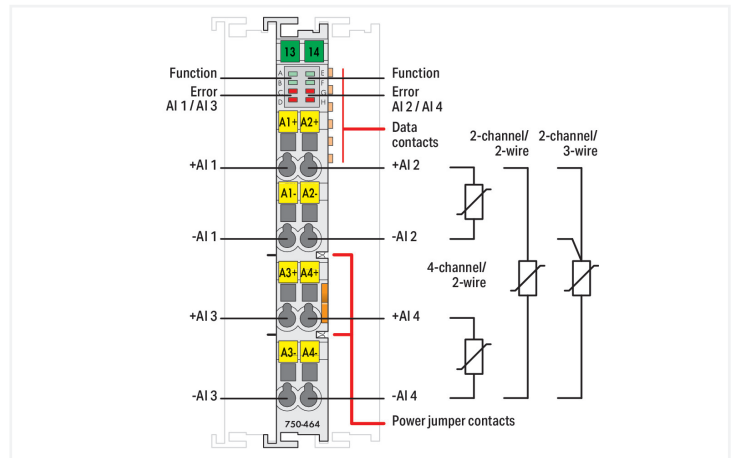 13 14
Function
Error
AI 1 / AI 3
A
B
C
D
E
F
G
H
Function
Error
AI 2 / AI 4
Data
contacts
A1+ A2+
+AI 1
+AI 2
A1- A2-
-AI 1
-AI 2
A3+ A4+
+AI 3
+AI 4
A3- A4-
-AI 3
-AI 4
750-464
Power jumper contacts
2-channel/
2-wire
2-channel/
3-wire
4-channel/
2-wire